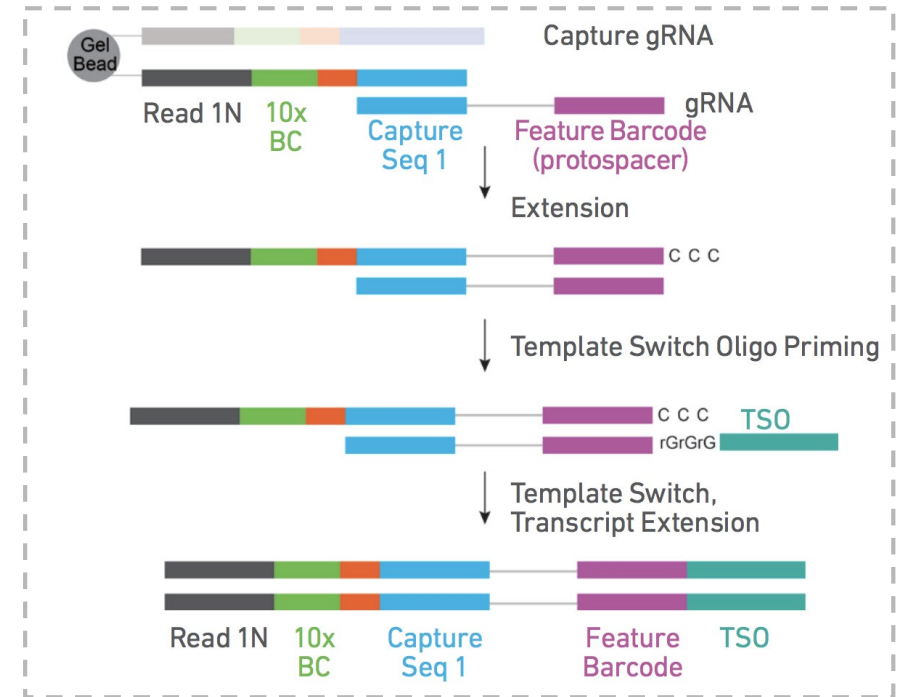 Gel
Bead
Capture gRNA
Read 1N
10x
BC
Capture
Seq 1
Feature Barcode
(protospacer)
gRNA
Extension
C C C
Template Switch Oligo Priming
C C C
TSO
rGrGrG
Template Switch,
Transcript Extension
Read 1N
10x
BC
Capture
Seq 1
Feature
Barcode
TSO